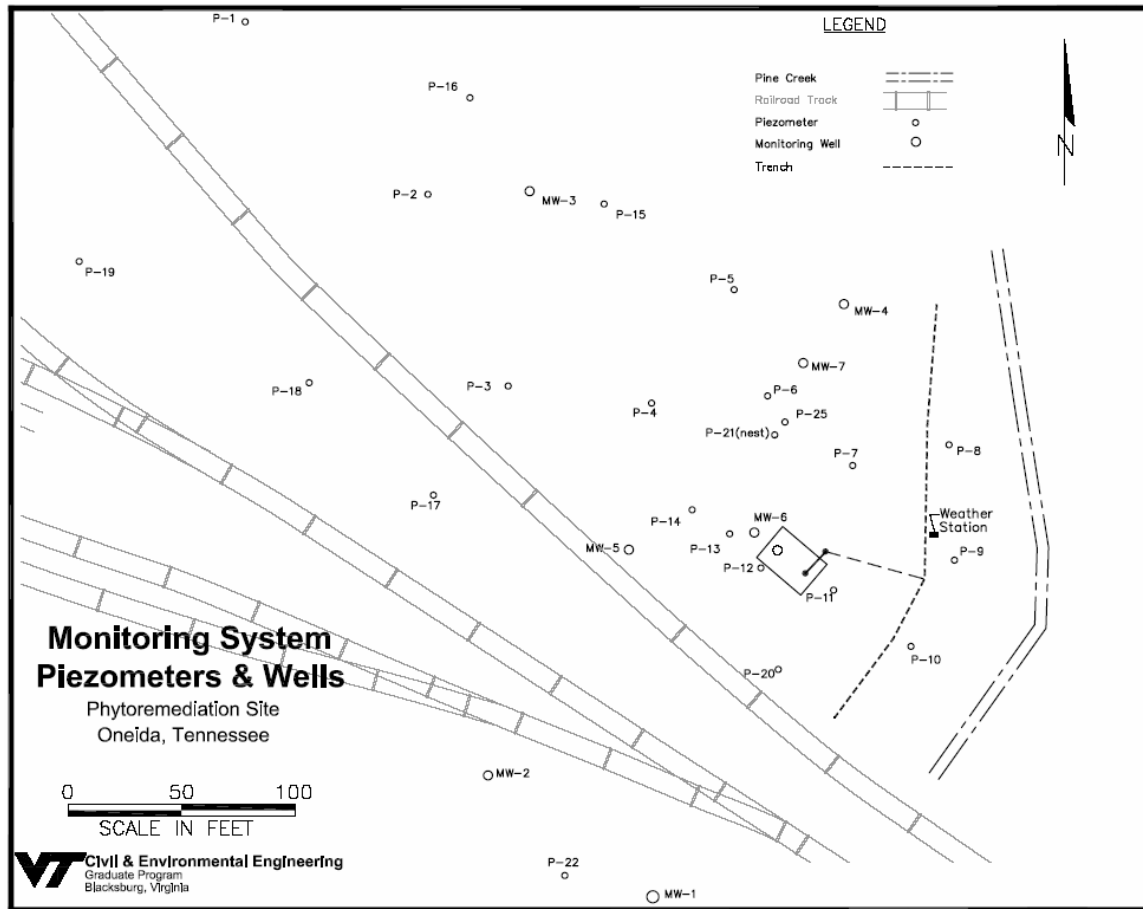 P-1
LEGEND
Pine Creek
Railroad Track
Piezometer
Monitoring Well
Trench
N
P-16
P-2
MW-3
P-15
P-19
P-5
MW-4
MW-7
P-18
P-3
P-6
P-4
P-25
P-21(nest)
P-7
P-8
P-17
P-14
MW-6
Weather
Station
P-13
MW-5
P-12
P-9
P-11
P-10
P-20
Monitoring System
Piezometers & Wells
Phytoremediation Site
Oneida, Tennessee
MW-2
0 50 100
SCALE IN FEET
VT Civil & Environmental Engineering
Graduate Program
Blacksburg, Virginia
P-22
MW-1